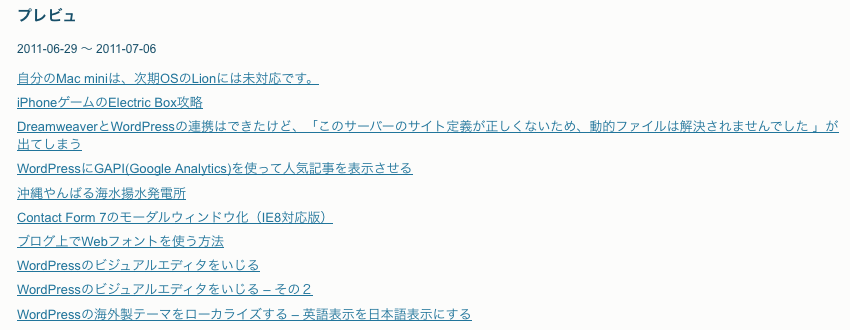 プレビュ
2011-06-29 〜 2011-07-06
自分のMac miniは、次期OSのLionには未対応です。
iPhoneゲームのElectric Box攻略
DreamweaverとWordPressの連携はできたけど、「このサーバーのサイト定義が正しくないため、動的ファイルは解決されませんでした 」が
出てしまう
WordPressにGAPI(Google Analytics)を使って人気記事を表示させる
沖縄やんばる海水揚水発電所
Contact Form 7のモーダルウィンドウ化（IE8対応版）
ブログ上でWebフォントを使う方法
WordPressのビジュアルエディタをいじる
WordPressのビジュアルエディタをいじる – その２
WordPressの海外製テーマをローカライズする – 英語表示を日本語表示にする